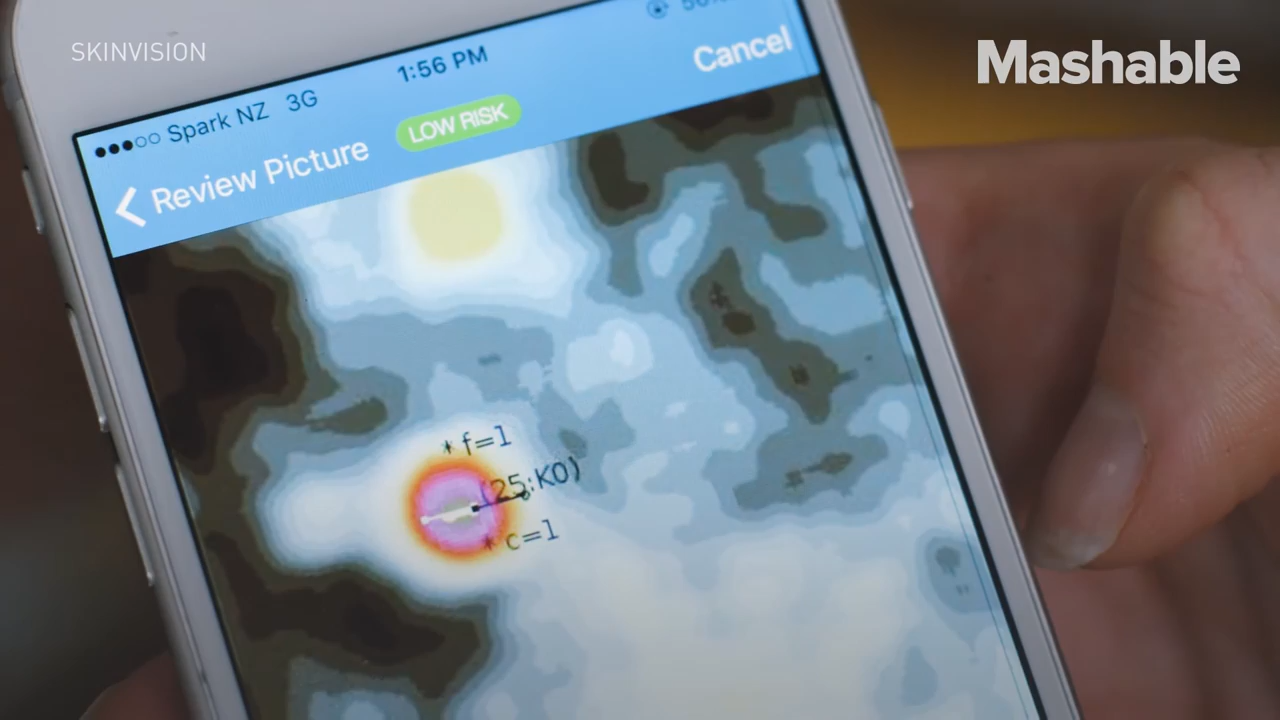 SKINVISION
Mashable
Spark NZ 3G
1:56 PM
Review Picture
LOW RISK
Cancel
f=1
(25:K0)
c=1